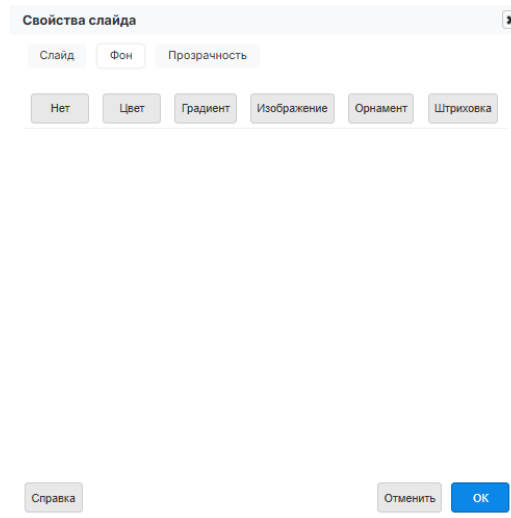 Свойства слайда
Слайд Фон Прозрачность
Нет Цвет Градиент Изображение Орнамент Штриховка
Справка Отменить ОК